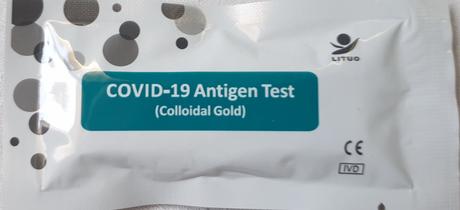 LITUO
COVID-19 Antigen Test
(Colloidal Gold)
CE
IVD